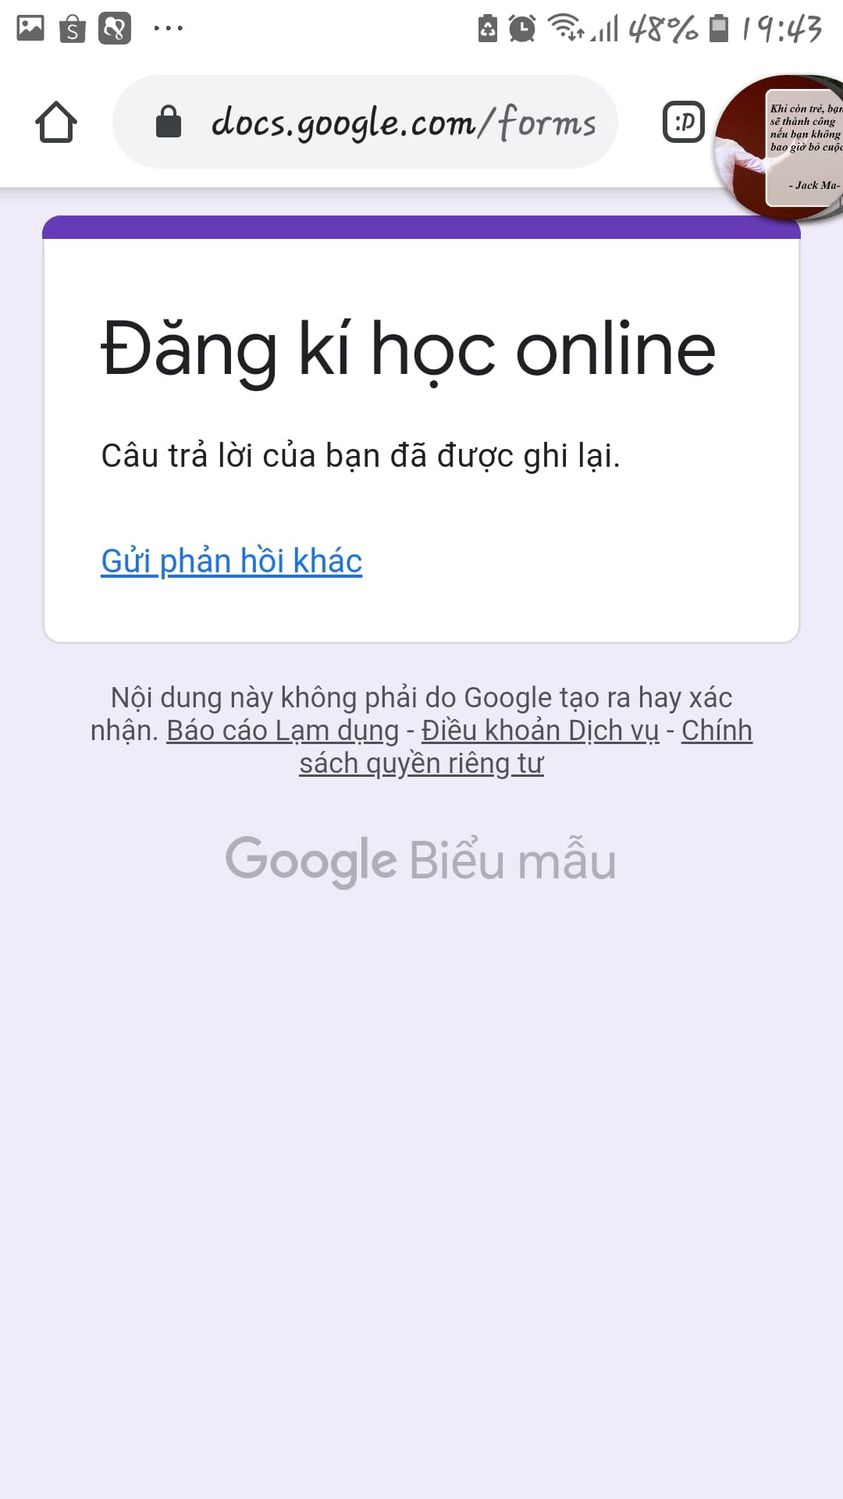 48% 19:43
docs.google.com/forms
:D
Khi còn trẻ, bạn
sẽ thành công
nếu bạn không
bao giờ bỏ cuộc
- Jack Ma-
Đăng kí học online
Câu trả lời của bạn đã được ghi lại.
Gửi phản hồi khác
Nội dung này không phải do Google tạo ra hay xác
nhận. Báo cáo Lạm dụng - Điều khoản Dịch vụ - Chính
sách quyền riêng tư
Google Biểu mẫu